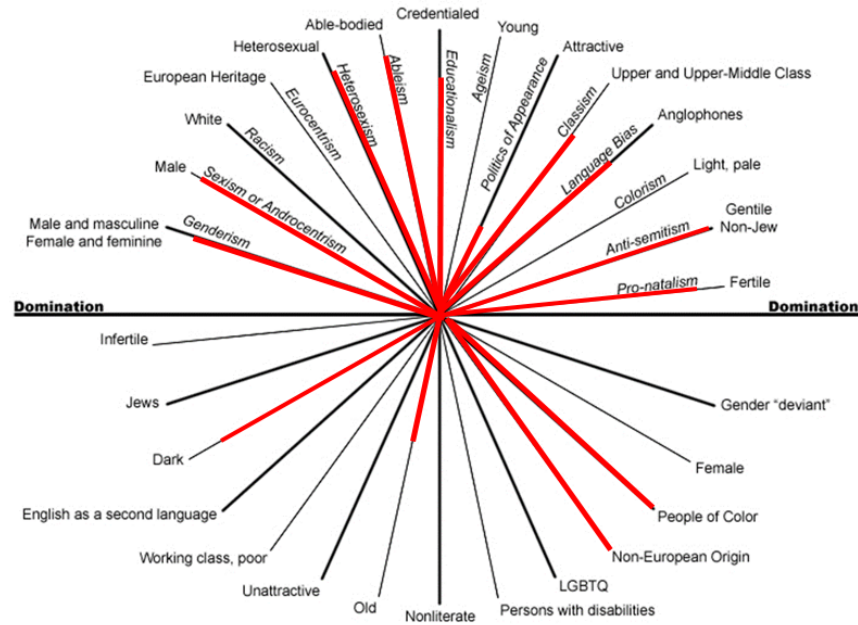 Credentialed
Able-bodied
Young
Heterosexual
Attractive
European Heritage
Upper and Upper-Middle Class
White
Anglophones
Male
Light, pale
Male and masculine
Female and feminine
Gentile
Non-Jew
Fertile
Genderism
Sexism or Androcentrism
Racism
Eurocentrism
Heterosexism
Ableism
Educationalism
Ageism
Politics of Appearance
Classism
Language Bias
Colorism
Anti-semitism
Pro-natalism
Domination
Domination
Infertile
Jews
Gender “deviant”
Dark
Female
English as a second language
People of Color
Working class, poor
Non-European Origin
Unattractive
LGBTQ
Old
Nonliterate
Persons with disabilities